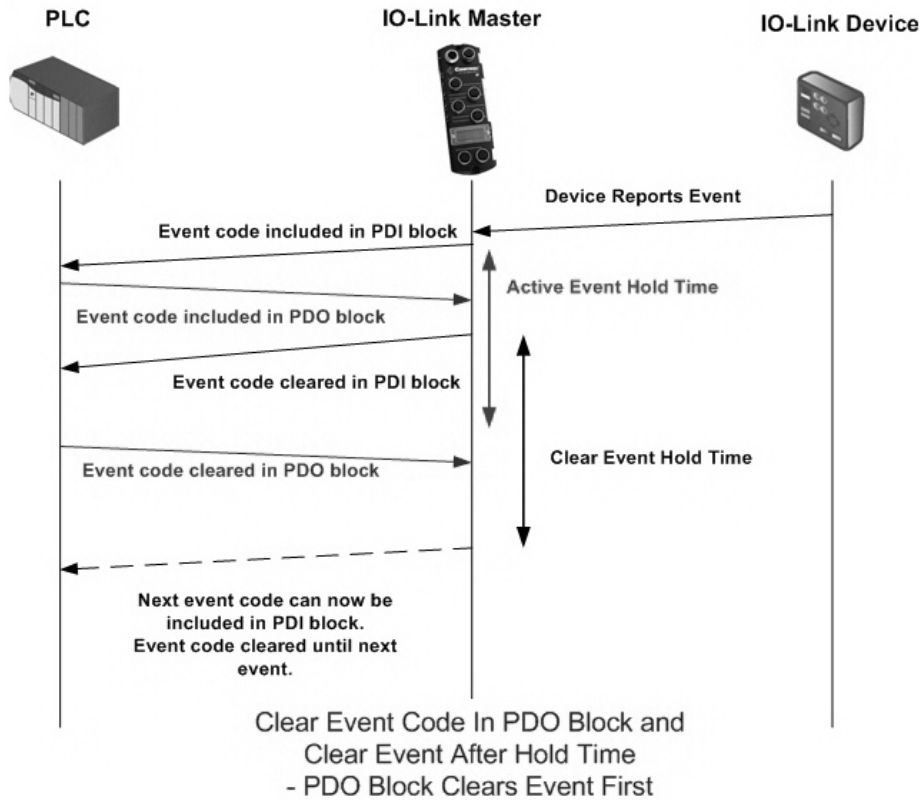 PLC
IO-Link Master
IO-Link Device
Device Reports Event
Event code included in PDI block
Active Event Hold Time
Event code included in PDO block
Event code cleared in PDI block
Clear Event Hold Time
Event code cleared in PDO block
Next event code can now be
included in PDI block.
Event code cleared until next
event.
Clear Event Code In PDO Block and
Clear Event After Hold Time
- PDO Block Clears Event First